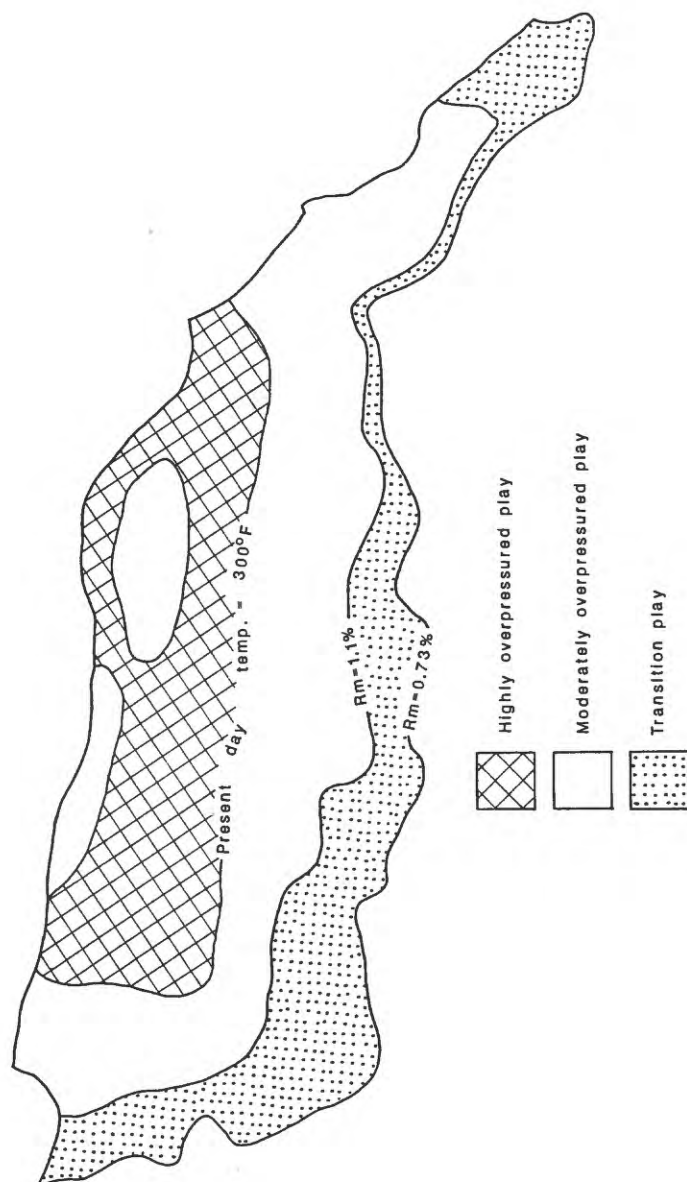 Present day temp. = 300°F
Rm=1.1%
Rm=0.73%
Highly overpressured play
Moderately overpressured play
Transition play